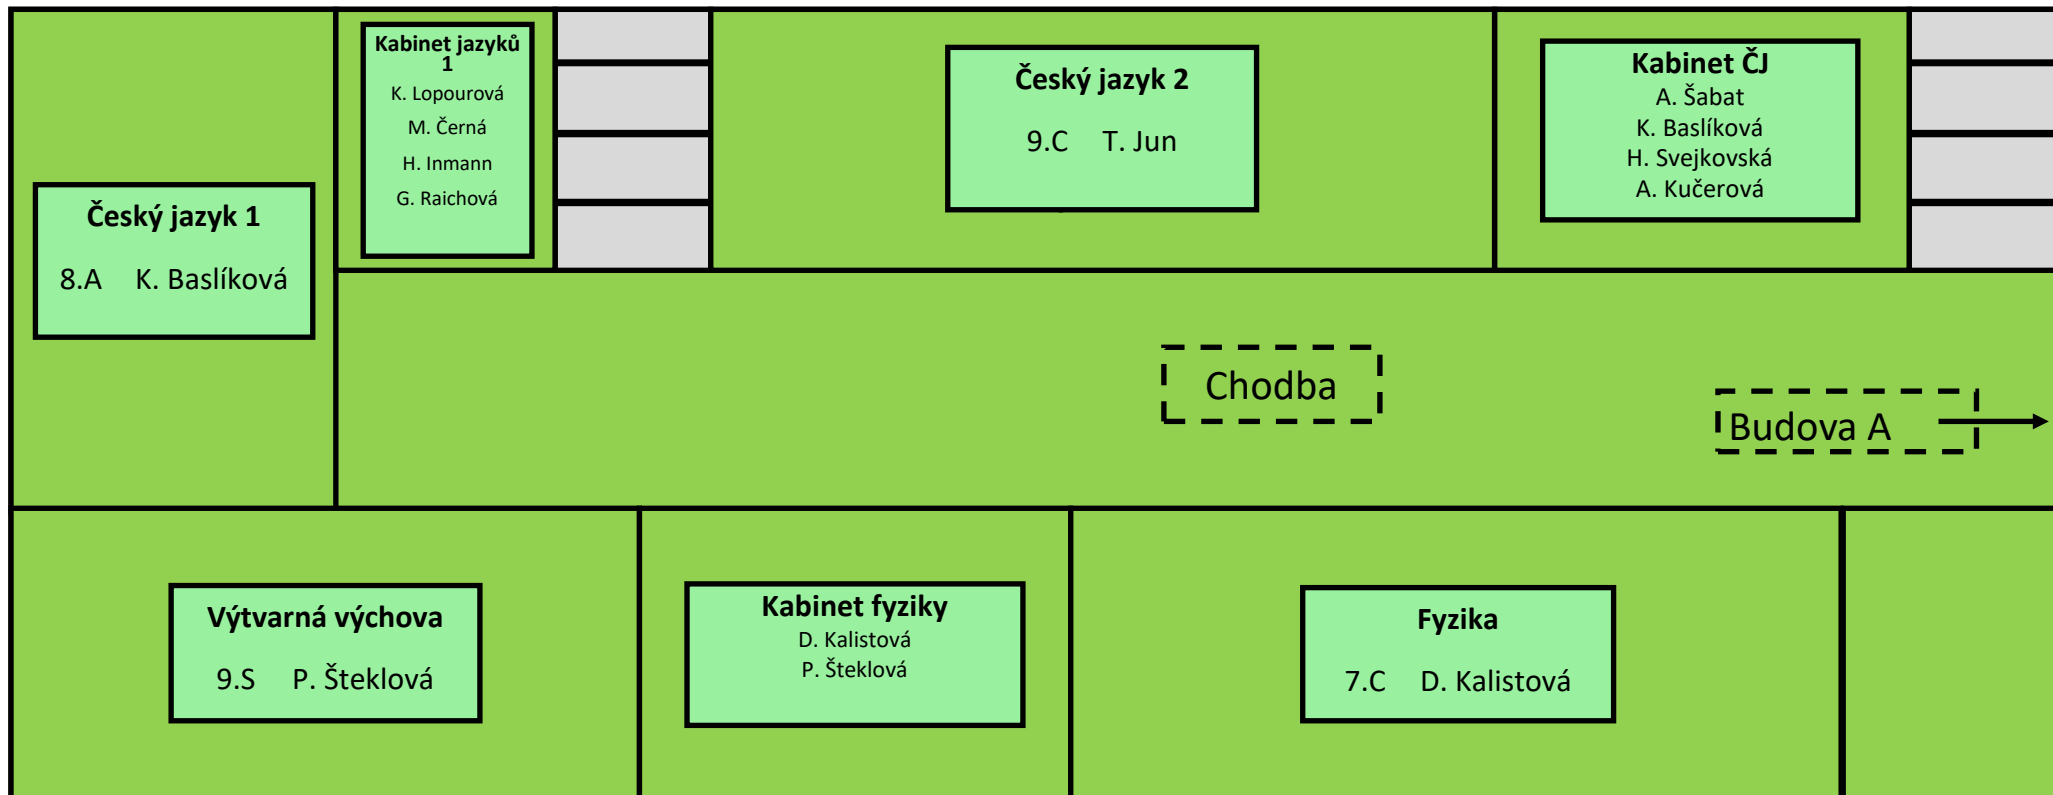 Kabinet jazyků
1
K. Lopourová
M. Černá
H. Inmann
G. Raichová
Český jazyk 2
9.C T. Jun
Kabinet ČJ
A. Šabat
K. Baslíková
H. Svejkovská
A. Kučerová
Český jazyk 1
8.A K. Baslíková
Chodba
Budova A
Výtvarná výchova
9.S P. Šteklová
Kabinet fyziky
D. Kalistová
P. Šteklová
Fyzika
7.C D. Kalistová